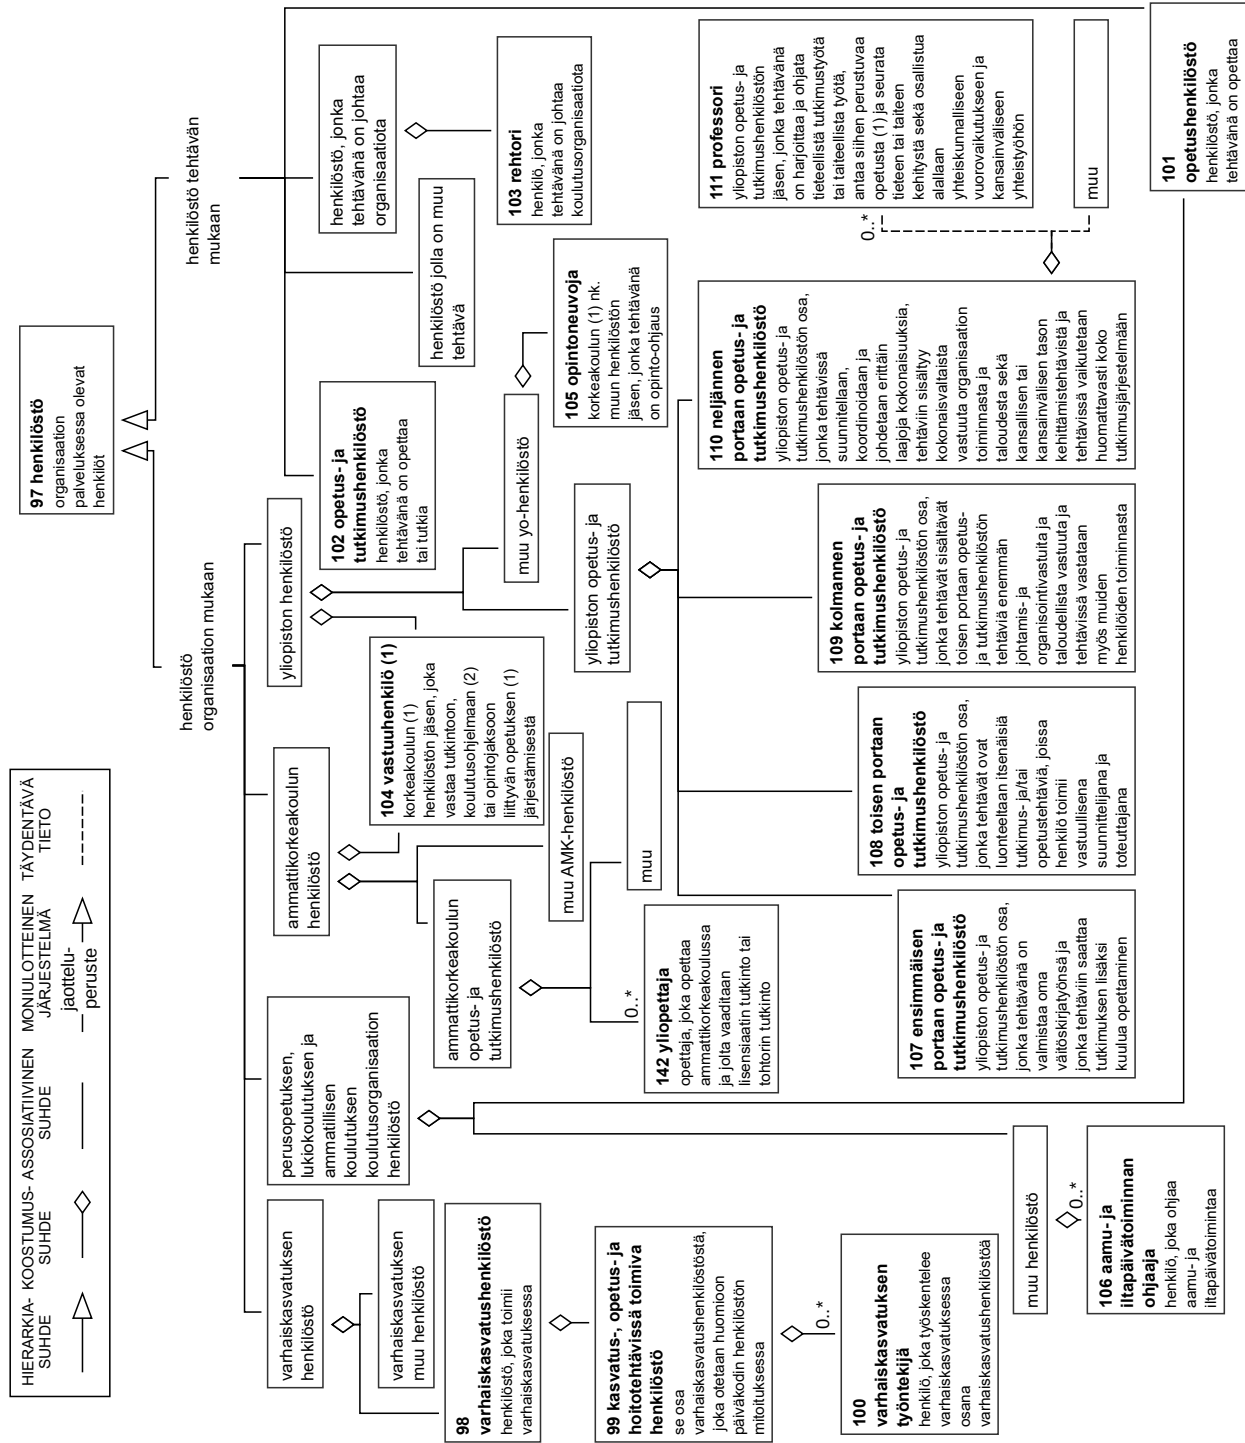 HIERARKIA-
SUHDE
KOOSTUMUS-
SUHDE
ASSOSIATIIVINEN
SUHDE
MONIULOTTEINEN
JÄRJESTELMÄ
jaottelu-
peruste
TÄYDENTÄVÄ
TIETO
97 henkilöstö
organisaation
palveluksessa olevat
henkilöt
henkilöstö
organisaation mukaan
henkilöstö tehtävän
mukaan
varhaiskasvatuksen
henkilöstö
perusopetuksen,
lukiokoulutuksen ja
ammatillisen
koulutuksen
koulutusorganisaation
henkilöstö
ammattikorkeakoulun
henkilöstö
yliopiston henkilöstö
102 opetus- ja
tutkimushenkilöstö
henkilöstö, jonka
tehtävänä on opettaa
tai tutkia
henkilöstö jolla on muu
tehtävä
henkilöstö, jonka
tehtävänä on johtaa
organisaatiota
varhaiskasvatuksen
muu henkilöstö
104 vastuuhenkilö (1)
korkeakoulun (1)
henkilöstön jäsen, joka
vastaa tutkintoon,
koulutusohjelmaan (2)
tai opintojaksoon
liittyvän opetuksen (1)
järjestämisestä
103 rehtori
henkilö, jonka
tehtävänä on johtaa
koulutusorganisaatiota
98
varhaiskasvatushenkilöstö
henkilöstö, joka toimii
varhaiskasvatuksessa
ammattikorkeakoulun
opetus- ja
tutkimushenkilöstö
muu AMK-henkilöstö
muu yo-henkilöstö
105 opintoneuvoja
korkeakoulun (1) nk.
muun henkilöstön
jäsen, jonka tehtävänä
on opinto-ohjaus
yliopiston opetus- ja
tutkimushenkilöstö
99 kasvatus-, opetus- ja
hoitotehtävissä toimiva
henkilöstö
se osa
varhaiskasvatushenkilöstöstä,
joka otetaan huomioon
päiväkodin henkilöstön
mitoituksessa
0..*
142 yliopettaja
opettaja, joka opettaa
ammattikorkeakoulussa
ja jolta vaaditaan
lisensiaatin tutkinto tai
tohtorin tutkinto
muu
0..*
100
varhaiskasvatuksen
työntekijä
henkilö, joka työskentelee
varhaiskasvatuksessa
osana
varhaiskasvatushenkilöstöä
107 ensimmäisen
portaan opetus- ja
tutkimushenkilöstö
yliopiston opetus- ja
tutkimushenkilöstön osa,
jonka tehtävänä on
valmistaa oma
väitöskirjatyönsä ja
jonka tehtäviin saattaa
tutkimuksen lisäksi
kuulua opettaminen
108 toisen portaan
opetus- ja
tutkimushenkilöstö
yliopiston opetus- ja
tutkimushenkilöstön osa,
jonka tehtävät ovat
luonteeltaan itsenäisiä
tutkimus- ja/tai
opetustehtäviä, joissa
henkilö toimii
vastuullisena
suunnittelijana ja
toteuttajana
109 kolmannen
portaan opetus- ja
tutkimushenkilöstö
yliopiston opetus- ja
tutkimushenkilöstön osa,
jonka tehtävät sisältävät
toisen portaan opetus-
ja tutkimushenkilöstön
tehtäviä enemmän
johtamis- ja
organisointivastuita ja
taloudellista vastuuta ja
tehtävissä vastataan
myös muiden
henkilöiden toiminnasta
110 neljännen
portaan opetus- ja
tutkimushenkilöstö
yliopiston opetus- ja
tutkimushenkilöstön osa,
jonka tehtävissä
suunnitellaan,
koordinoidaan ja
johdetaan erittäin
laajoja kokonaisuuksia,
tehtäviin sisältyy
kokonaisvaltaista
vastuuta organisaation
toiminnasta ja
taloudesta sekä
kansallisen tai
kansainvälisen tason
kehittämistehtävistä ja
tehtävissä vaikutetaan
huomattavasti koko
tutkimusjärjestelmään
111 professori
yliopiston opetus- ja
tutkimushenkilöstön
jäsen, jonka tehtävänä
on harjoittaa ja ohjata
tieteellistä tutkimustyötä
tai taiteellista työtä,
antaa siihen perustuvaa
opetusta (1) ja seurata
tieteen tai taiteen
kehitystä sekä osallistua
alallaan
yhteiskunnalliseen
vuorovaikutukseen ja
kansainväliseen
yhteistyöhön
0..*
muu
muu henkilöstö
0..*
106 aamu- ja
iltapäivätoiminnan
ohjaaja
henkilö, joka ohjaa
aamu- ja
iltapäivätoimintaa
101
opetushenkilöstö
henkilöstö, jonka
tehtävänä on opettaa